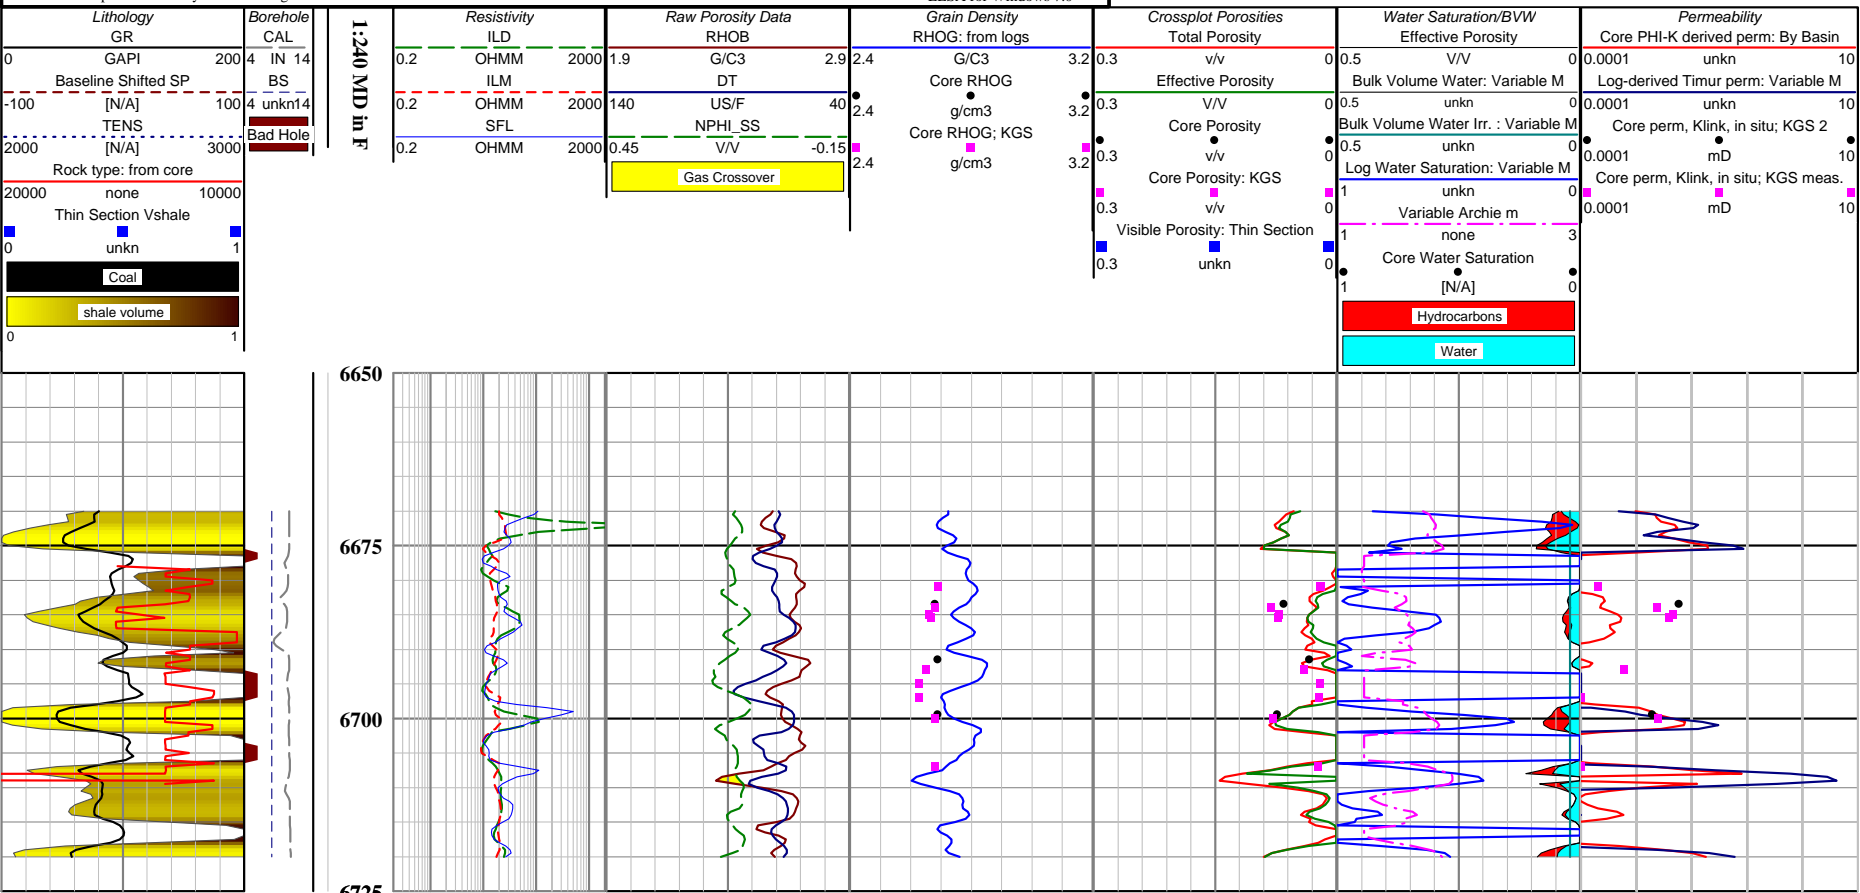 Lithology
GR
0 GAPI 200
Baseline Shifted SP
-100 [N/A] 100
TENS
2000 [N/A] 3000
Rock type: from core
20000 none 10000
Thin Section Vshale
0 unkn 1
Coal
shale volume
0 1
Borehole
CAL
4 IN 14
BS
4 unkn14
Bad Hole
1:240 MD in F
Resistivity
ILD
0.2 OHMM 2000
ILM
0.2 OHMM 2000
SFL
0.2 OHMM 2000
Raw Porosity Data
RHOB
1.9 G/C3 2.9
DT
140 US/F 40
NPHI_SS
0.45 V/V -0.15
Gas Crossover
Grain Density
RHOG: from logs
2.4 G/C3 3.2
Core RHOG
2.4 g/cm3 3.2
Core RHOG; KGS
2.4 g/cm3 3.2
Crossplot Porosities
Total Porosity
0.3 v/v 0
Effective Porosity
0.3 V/V 0
Core Porosity
0.3 v/v 0
Core Porosity: KGS
0.3 v/v 0
Visible Porosity: Thin Section
0.3 unkn 0
Water Saturation/BVW
Effective Porosity
0.5 V/V 0
Bulk Volume Water: Variable M
0.5 unkn 0
Bulk Volume Water Irr. : Variable M
0.5 unkn 0
Log Water Saturation: Variable M
1 unkn 0
Variable Archie m
1 none 3
Core Water Saturation
1 [N/A] 0
Hydrocarbons
Water
Permeability
Core PHI-K derived perm: By Basin
0.0001 unkn 10
Log-derived Timur perm: Variable M
0.0001 unkn 10
Core perm, Klink, in situ; KGS 2
0.0001 mD 10
Core perm, Klink, in situ; KGS meas.
0.0001 mD 10
6650
6675
6700
6725